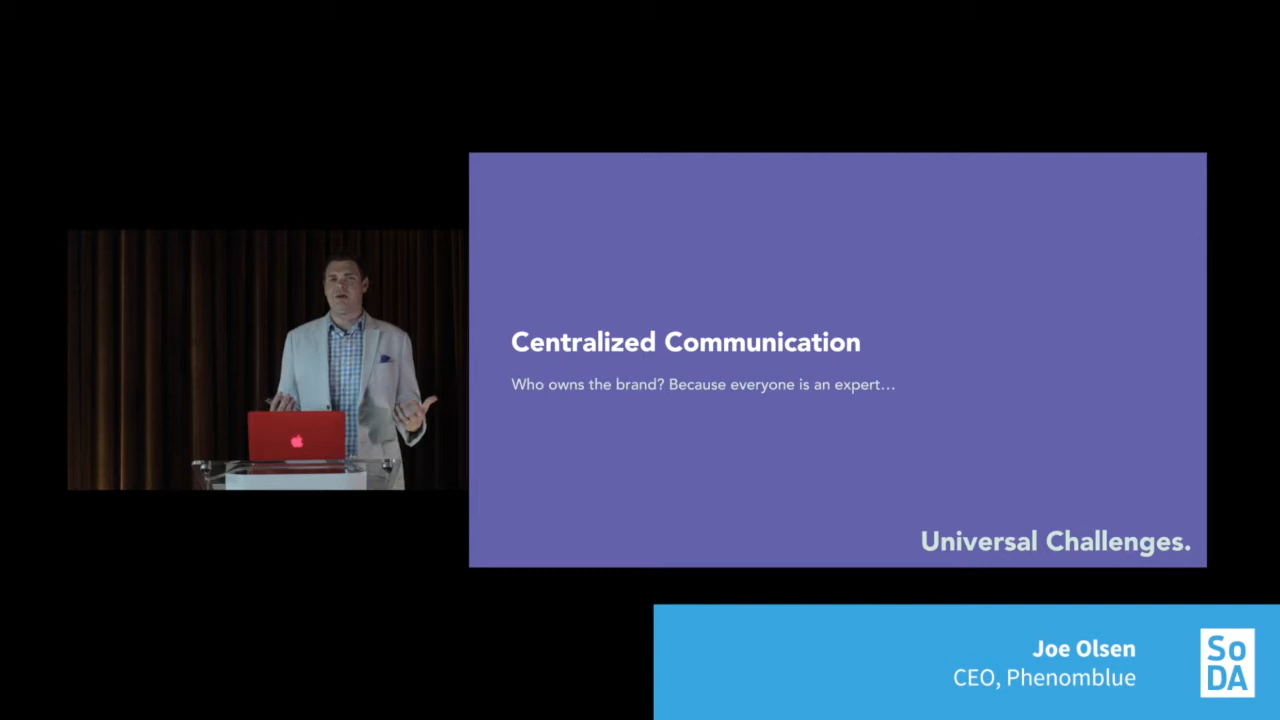 Centralized Communication
Who owns the brand? Because everyone is an expert…
Universal Challenges.
Joe Olsen
CEO, Phenomblue
So
DA